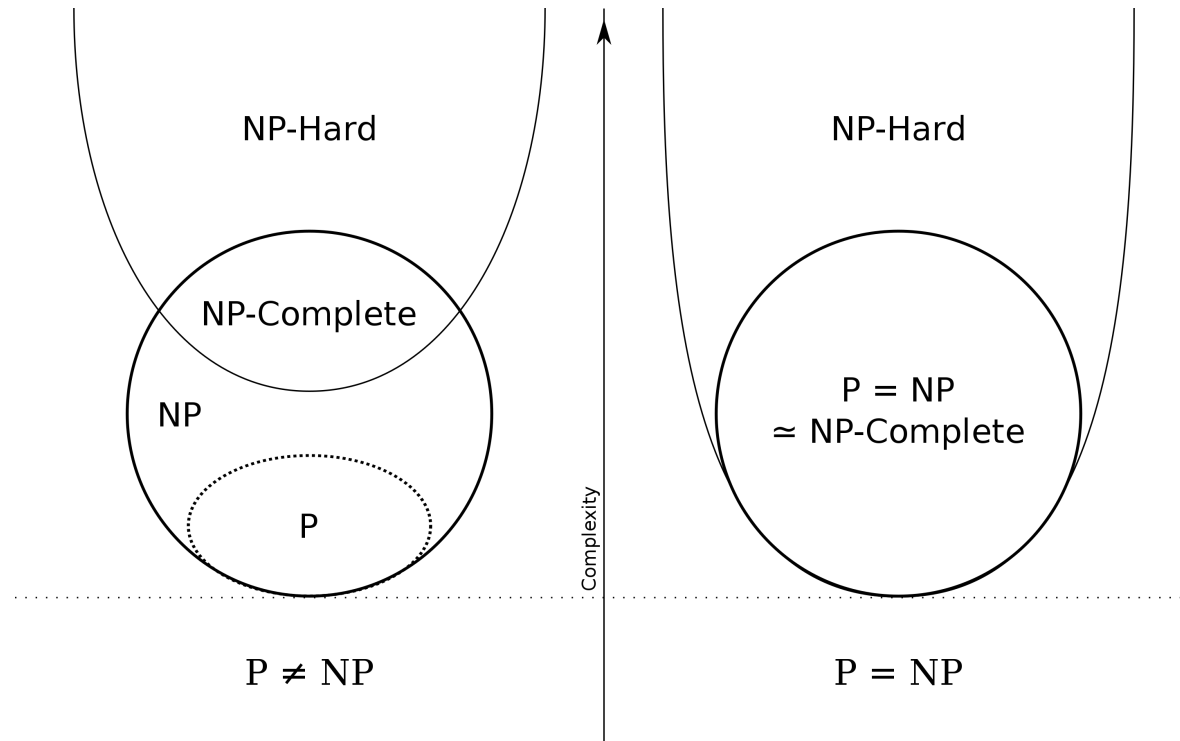 NP-Hard
NP-Complete
NP
P
P ≠ NP
Complexity
NP-Hard
P = NP
≃ NP-Complete
P = NP